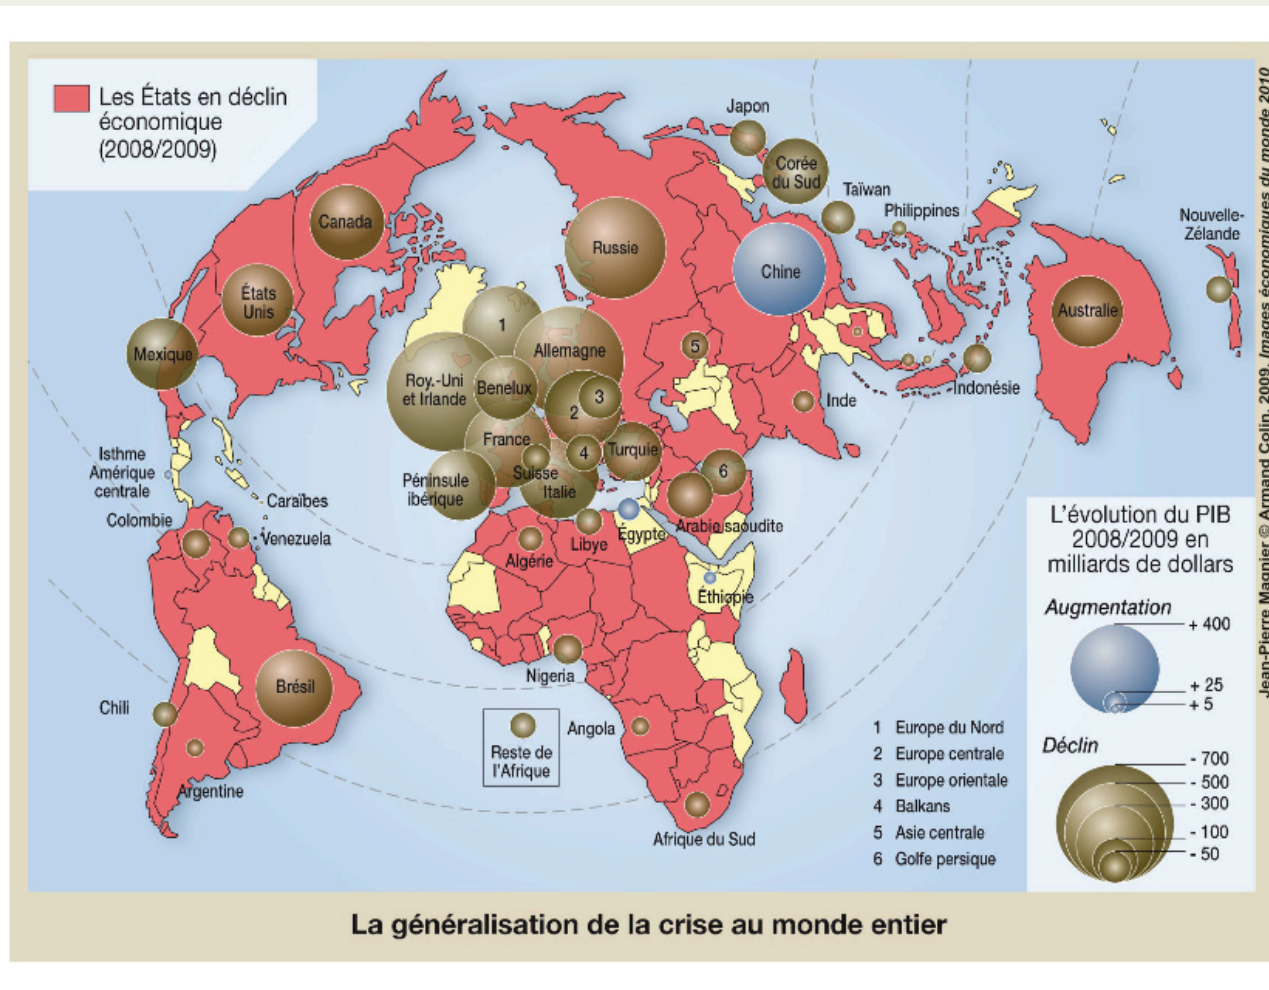 Les États en déclin
économique
(2008/2009)
Japon
Corée
du Sud
Taïwan
Philippines
Nouvelle-
Zélande
Canada
Russie
Chine
États
Unis
Australie
Mexique
1
Allemagne
5
Roy.-Uni
et Irlande
Benelux
3
2
Inde
Indonésie
France
4
Turquie
Isthme
Amérique
centrale
Suisse
6
Péninsule
ibérique
Italie
Caraïbes
Colombie
Venezuela
Égypte
Arabie saoudite
Libye
Algérie
Éthiopie
Nigeria
Brésil
Chili
Argentine
Angola
Reste de
l'Afrique
Afrique du Sud
1 Europe du Nord
2 Europe centrale
3 Europe orientale
4 Balkans
5 Asie centrale
6 Golfe persique
L'évolution du PIB
2008/2009 en
milliards de dollars
Augmentation
+ 400
+ 25
+ 5
Déclin
- 700
- 500
- 300
- 100
- 50
Jean-Pierre Magnier © Armand Colin, 2009. Images économiques du monde 2010
La généralisation de la crise au monde entier